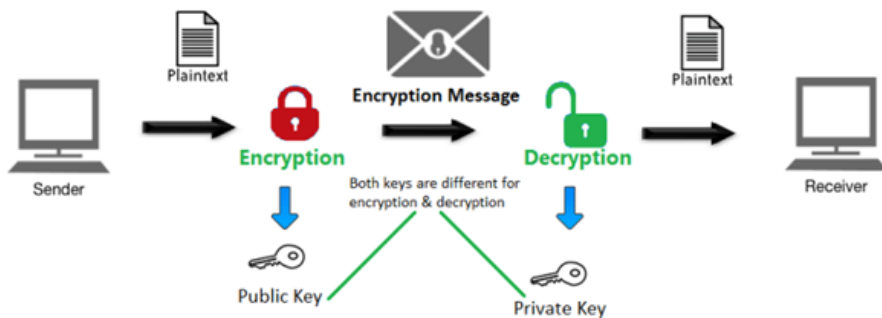 Plaintext
Encryption Message
Plaintext
Sender
Encryption
Decryption
Receiver
Both keys are different for
encryption & decryption
Public Key
Private Key